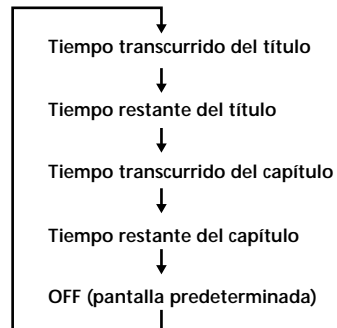 Tiempo transcurrido del título
Tiempo restante del título
Tiempo transcurrido del capítulo
Tiempo restante del capítulo
OFF (pantalla predeterminada)